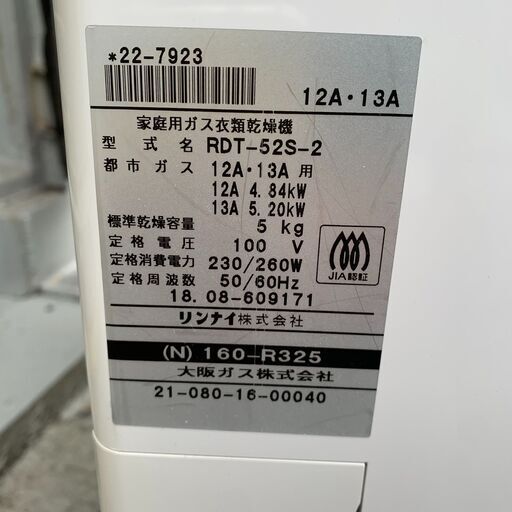 *22-7923
12A・13A
家庭用ガス衣類乾燥機
型式名 RDT-52S-2
都市ガス 12A・13A 用
12A 4.84kW
13A 5.20kW
標準乾燥容量 5 kg
定格電圧 100 V
定格消費電力 230/260W
定格周波数 50/60Hz
18.08-609171
JIA認証
リンナイ株式会社
(N) 160-R325
大阪ガス株式会社
21-080-16-00040